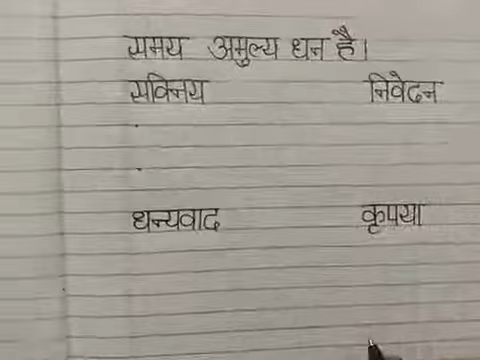 समय अमुल्य धन है।
सविनय निवेदन
धन्यवाद कृपया